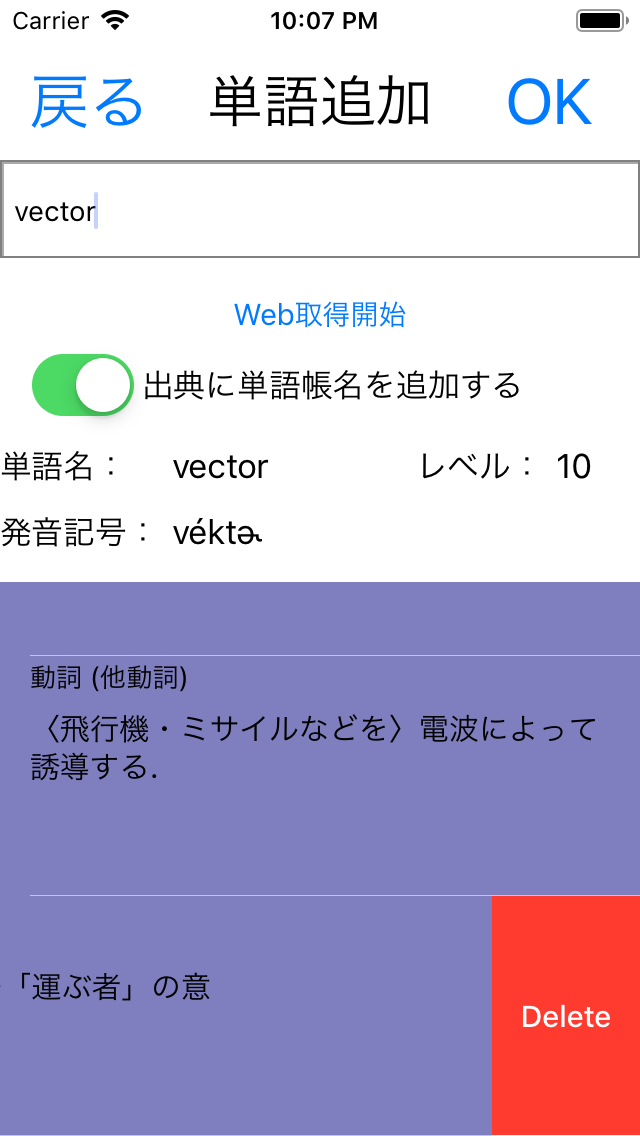 Carrier 10:07 PM
戻る 単語追加 OK
vector
Web取得開始
出典に単語帳名を追加する
単語名： vector レベル： 10
発音記号： véktɚ
動詞 (他動詞)
〈飛行機・ミサイルなどを〉電波によって
誘導する.
「運ぶ者」の意
Delete